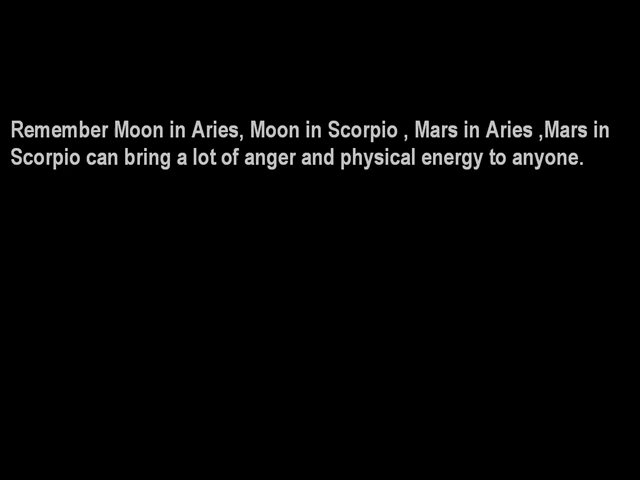 Remember Moon in Aries, Moon in Scorpio , Mars in Aries ,Mars in
Scorpio can bring a lot of anger and physical energy to anyone.